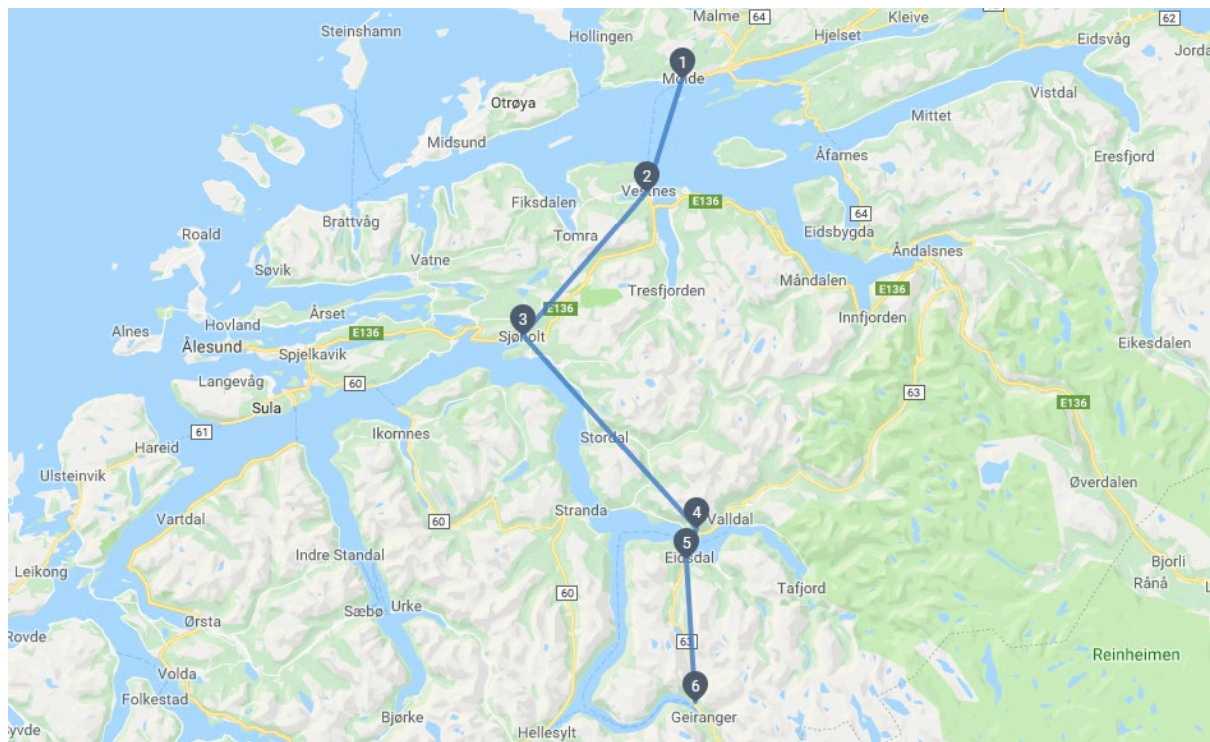 Malme
64
Kleive
62
Steinshamn
Hollingen
Hjelset
Eidsvåg
Jorda
1
Molde
Vistdal
Otrøya
Mittet
Midsund
Åfarnes
Eresfjord
2
Vestnes
Fiksdalen
E136
Brattvåg
64
Roald
Tomra
Eidsbygda
Åndalsnes
Søvik
Vatne
Måndalen
Tresfjorden
E136
Årset
3
E136
Innfjorden
Alnes
Hovland
E136
Sjøholt
Eikesdalen
Ålesund
Spjelkavik
Langevåg
60
63
Sula
E136
61
Hareid
Ikornnes
Stordal
Ulsteinvik
Øverdalen
Vartdal
60
Stranda
4
Valldal
5
Indre Standal
Eidsdal
Bjorli
Leikong
Rånå
L
60
Tafjord
Sæbø
Urke
Ørsta
Rovde
63
Reinheimen
Volda
6
Folkestad
Bjørke
Geiranger
Syvde
Hellesylt